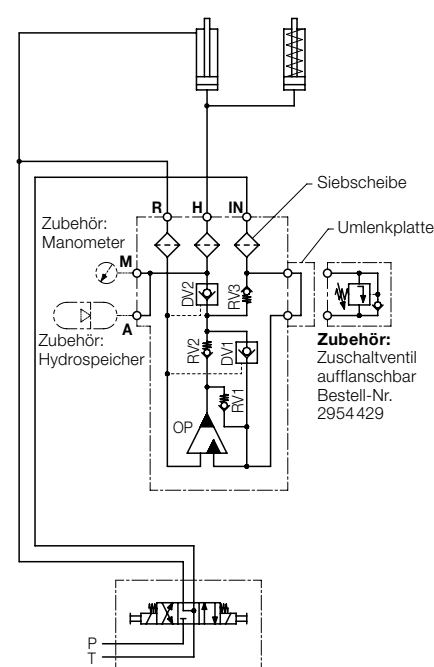 R H IN
Siebscheibe
Umlenkplatte
Zubehör:
Manometer
M
DV2
RV3
A
Zubehör:
Hydrospeicher
RV2
DV1
RV1
OP
Zubehör:
Zuschaltventil
aufflanschbar
Bestell-Nr.
2954429
P
T